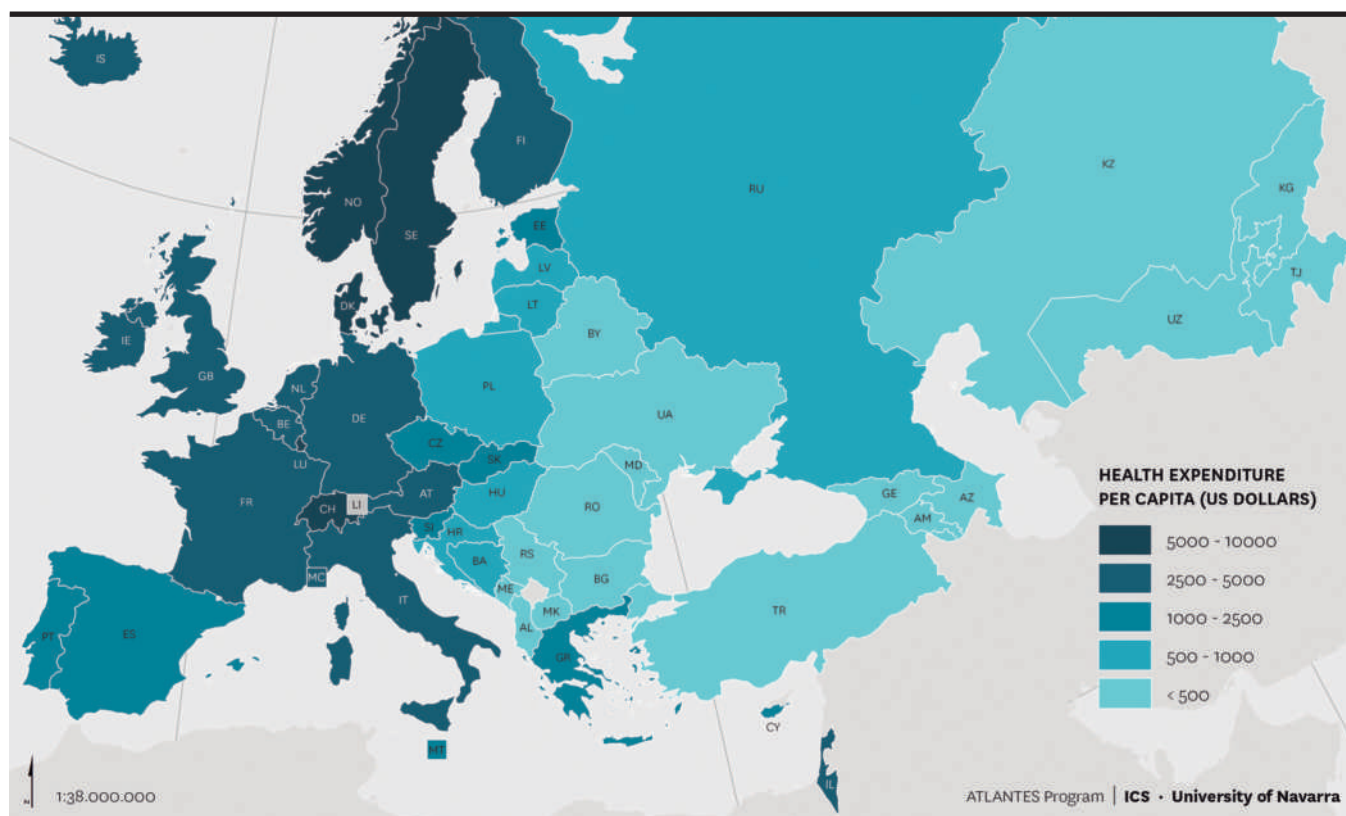 IS
FI
NO
SE
RU
KZ
KG
EE
LV
TJ
DK
LT
UZ
IE
BY
GB
NL
PL
DE
BE
UA
CZ
LU
SK
MD
FR
AT
HU
CH
LI
RO
GE
AZ
AM
SI
HR
BA
RS
MC
ME
BG
IT
MK
TR
AL
PT
ES
GR
CY
MT
IL
HEALTH EXPENDITURE
PER CAPITA (US DOLLARS)
5000 - 10000
2500 - 5000
1000 - 2500
500 - 1000
< 500
N
1:38.000.000
ATLANTES Program | ICS · University of Navarra